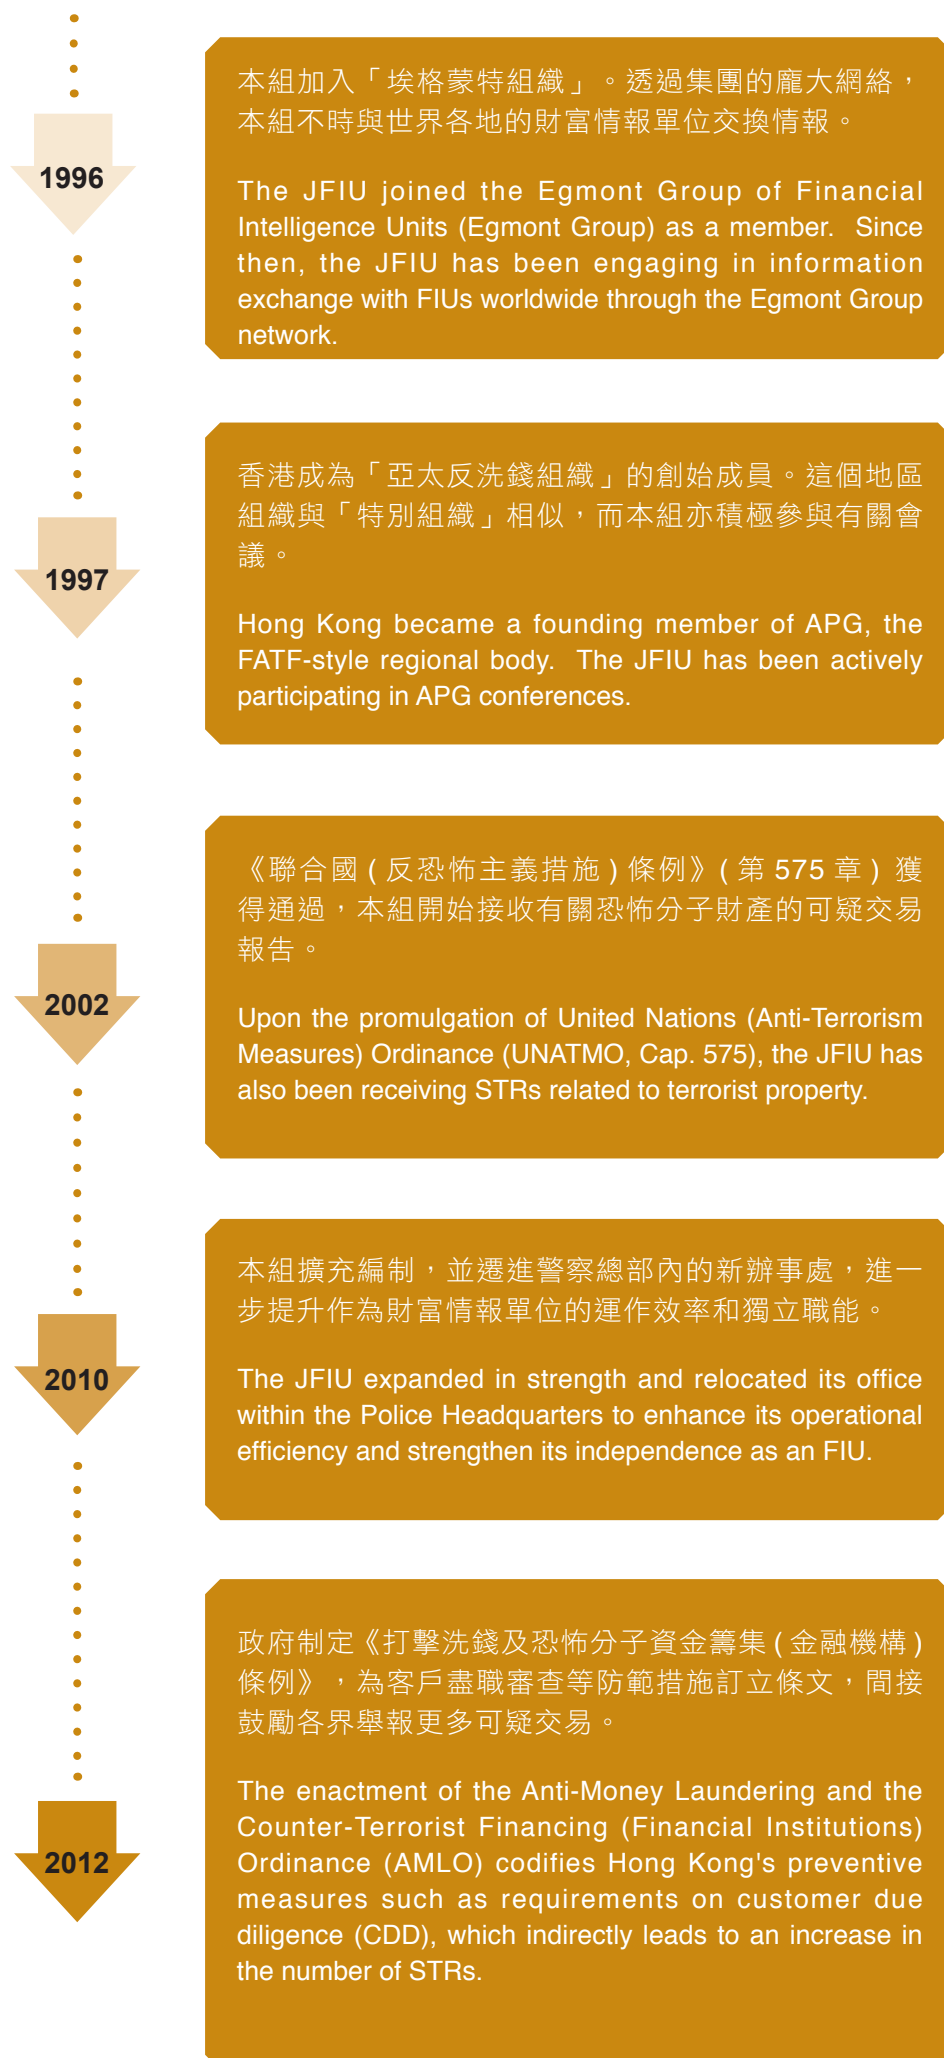 1996
本組加入「埃格蒙特組織」。透過集團的龐大網絡，
本組不時與世界各地的財富情報單位交換情報。
The JFIU joined the Egmont Group of Financial
Intelligence Units (Egmont Group) as a member. Since
then, the JFIU has been engaging in information
exchange with FIUs worldwide through the Egmont Group
network.
1997
香港成為「亞太反洗錢組織」的創始成員。這個地區
組織與「特別組織」相似，而本組亦積極參與有關會
議。
Hong Kong became a founding member of APG, the
FATF-style regional body. The JFIU has been actively
participating in APG conferences.
2002
《聯合國 ( 反恐怖主義措施 ) 條例》( 第 575 章 ) 獲
得通過，本組開始接收有關恐怖分子財產的可疑交易
報告。
Upon the promulgation of United Nations (Anti-Terrorism
Measures) Ordinance (UNATMO, Cap. 575), the JFIU has
also been receiving STRs related to terrorist property.
2010
本組擴充編制，並遷進警察總部內的新辦事處，進一
步提升作為財富情報單位的運作效率和獨立職能。
The JFIU expanded in strength and relocated its office
within the Police Headquarters to enhance its operational
efficiency and strengthen its independence as an FIU.
2012
政府制定《打擊洗錢及恐怖分子資金籌集 ( 金融機構 )
條例》，為客戶盡職審查等防範措施訂立條文，間接
鼓勵各界舉報更多可疑交易。
The enactment of the Anti-Money Laundering and the
Counter-Terrorist Financing (Financial Institutions)
Ordinance (AMLO) codifies Hong Kong's preventive
measures such as requirements on customer due
diligence (CDD), which indirectly leads to an increase in
the number of STRs.